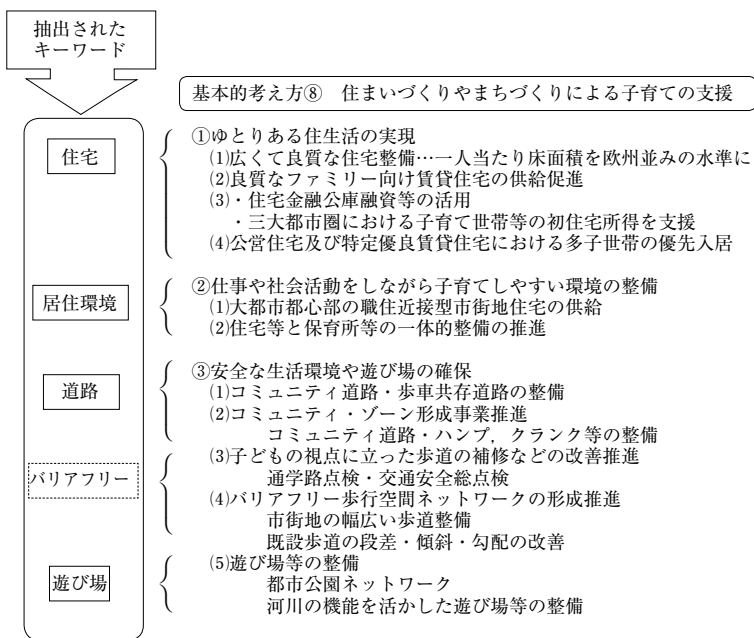 抽出された
キーワード
基本的考え方⑧　住まいづくりやまちづくりによる子育ての支援
住宅
①ゆとりある住生活の実現
⑴広くて良質な住宅整備…一人当たり床面積を欧州並みの水準に
⑵良質なファミリー向け賃貸住宅の供給促進
⑶・住宅金融公庫融資等の活用
・三大都市圏における子育て世帯等の初住宅所得を支援
⑷公営住宅及び特定優良賃貸住宅における多子世帯の優先入居
居住環境
②仕事や社会活動をしながら子育てしやすい環境の整備
⑴大都市都心部の職住近接型市街地住宅の供給
⑵住宅等と保育所等の一体的整備の推進
道路
③安全な生活環境や遊び場の確保
⑴コミュニティ道路・歩車共存道路の整備
⑵コミュニティ・ゾーン形成事業推進
コミュニティ道路・ハンプ，クランク等の整備
バリアフリー
⑶子どもの視点に立った歩道の補修などの改善推進
通学路点検・交通安全総点検
⑷バリアフリー歩行空間ネットワークの形成推進
市街地の幅広い歩道整備
既設歩道の段差・傾斜・勾配の改善
遊び場
⑸遊び場等の整備
都市公園ネットワーク
河川の機能を活かした遊び場等の整備